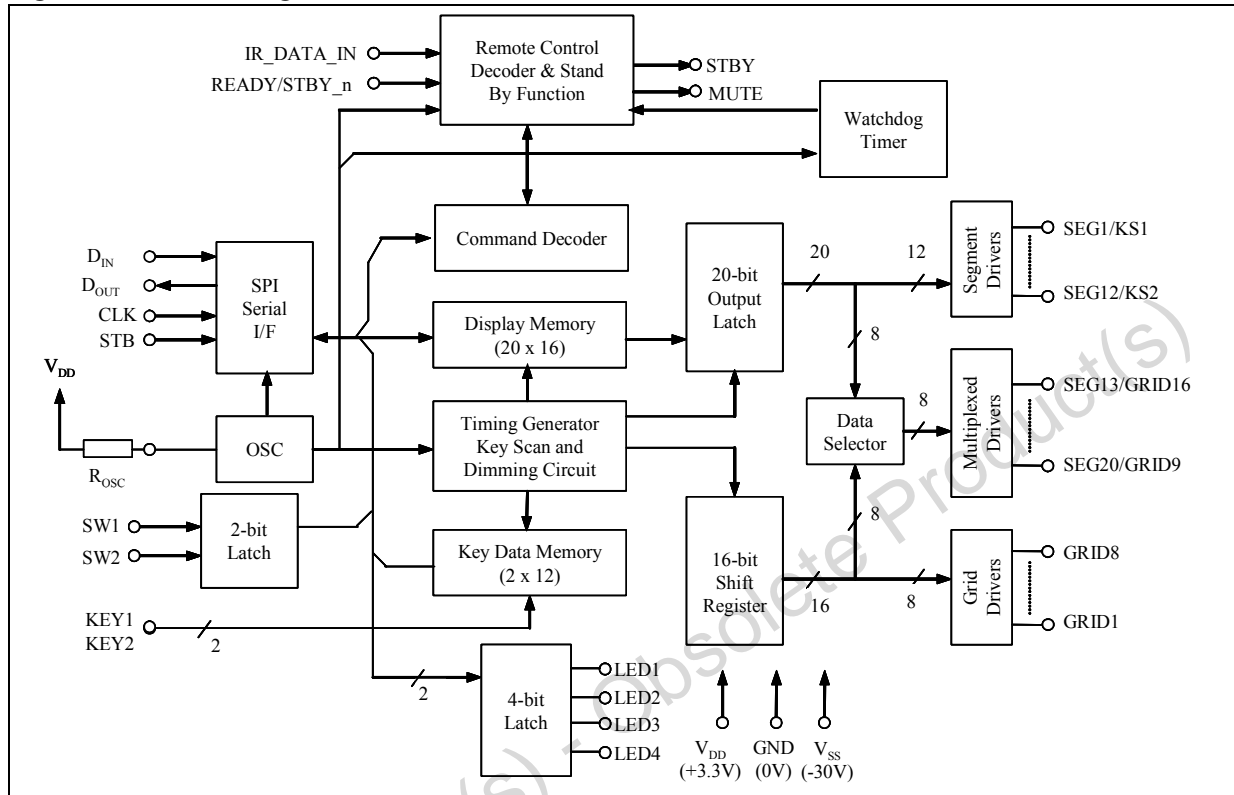 IR_DATA_IN
READY/STBY_n
Remote Control
Decoder & Stand
By Function
STBY
MUTE
Watchdog
Timer
Command Decoder
D_IN
D_OUT
CLK
STB
SPI
Serial
I/F
Display Memory
(20 x 16)
20-bit
Output
Latch
20
12
8
Segment
Drivers
SEG1/KS1
SEG12/KS2
V_DD
R_OSC
OSC
Timing Generator
Key Scan and
Dimming Circuit
Data
Selector
8
8
Multiplexed
Drivers
SEG13/GRID16
SEG20/GRID9
SW1
SW2
2-bit
Latch
Key Data Memory
(2 x 12)
KEY1
KEY2
2
16-bit
Shift
Register
16
8
Grid
Drivers
GRID8
GRID1
2
4-bit
Latch
LED1
LED2
LED3
LED4
V_DD
(+3.3V)
GND
(0V)
V_SS
(-30V)
(s) - Obsolete Product(s)